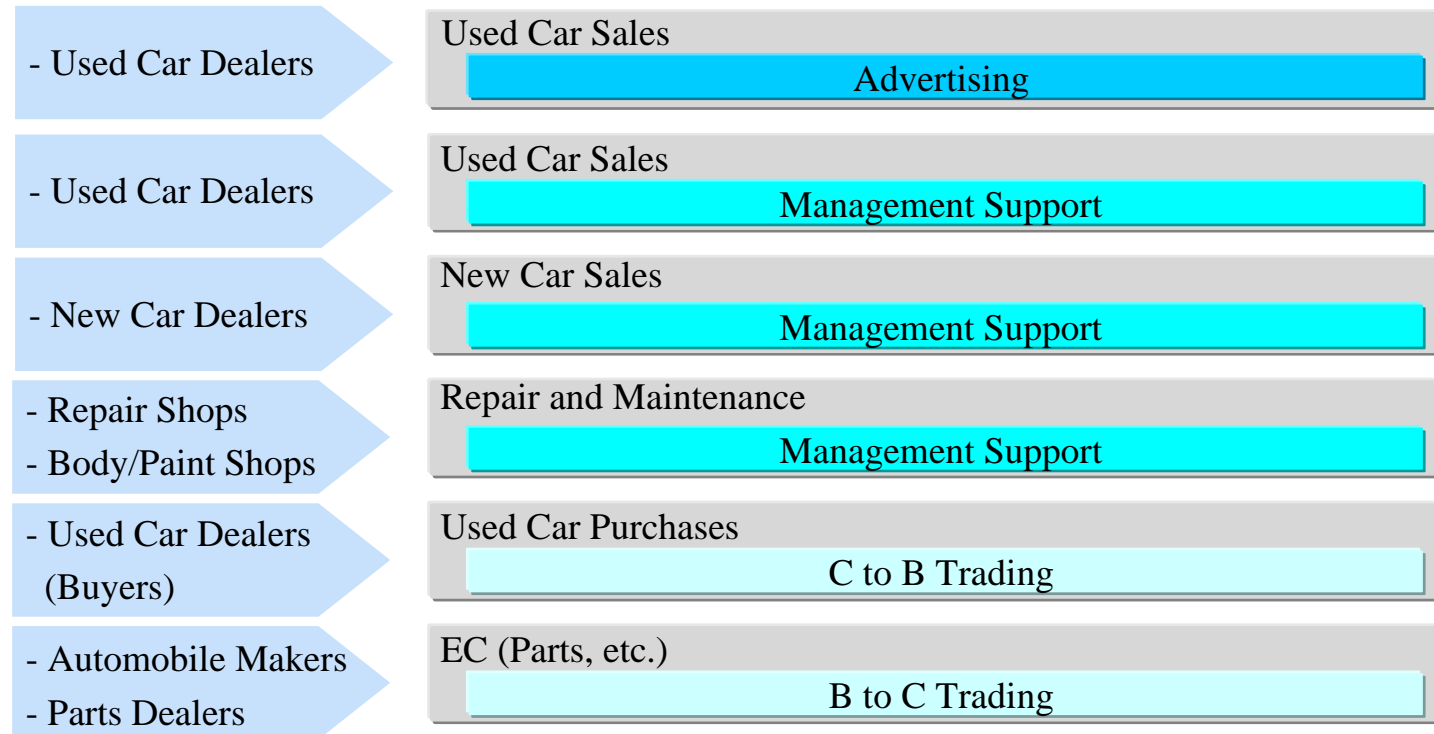 - Used Car Dealers
Used Car Sales
Advertising
- Used Car Dealers
Used Car Sales
Management Support
- New Car Dealers
New Car Sales
Management Support
- Repair Shops
- Body/Paint Shops
Repair and Maintenance
Management Support
- Used Car Dealers
(Buyers)
Used Car Purchases
C to B Trading
- Automobile Makers
- Parts Dealers
EC (Parts, etc.)
B to C Trading